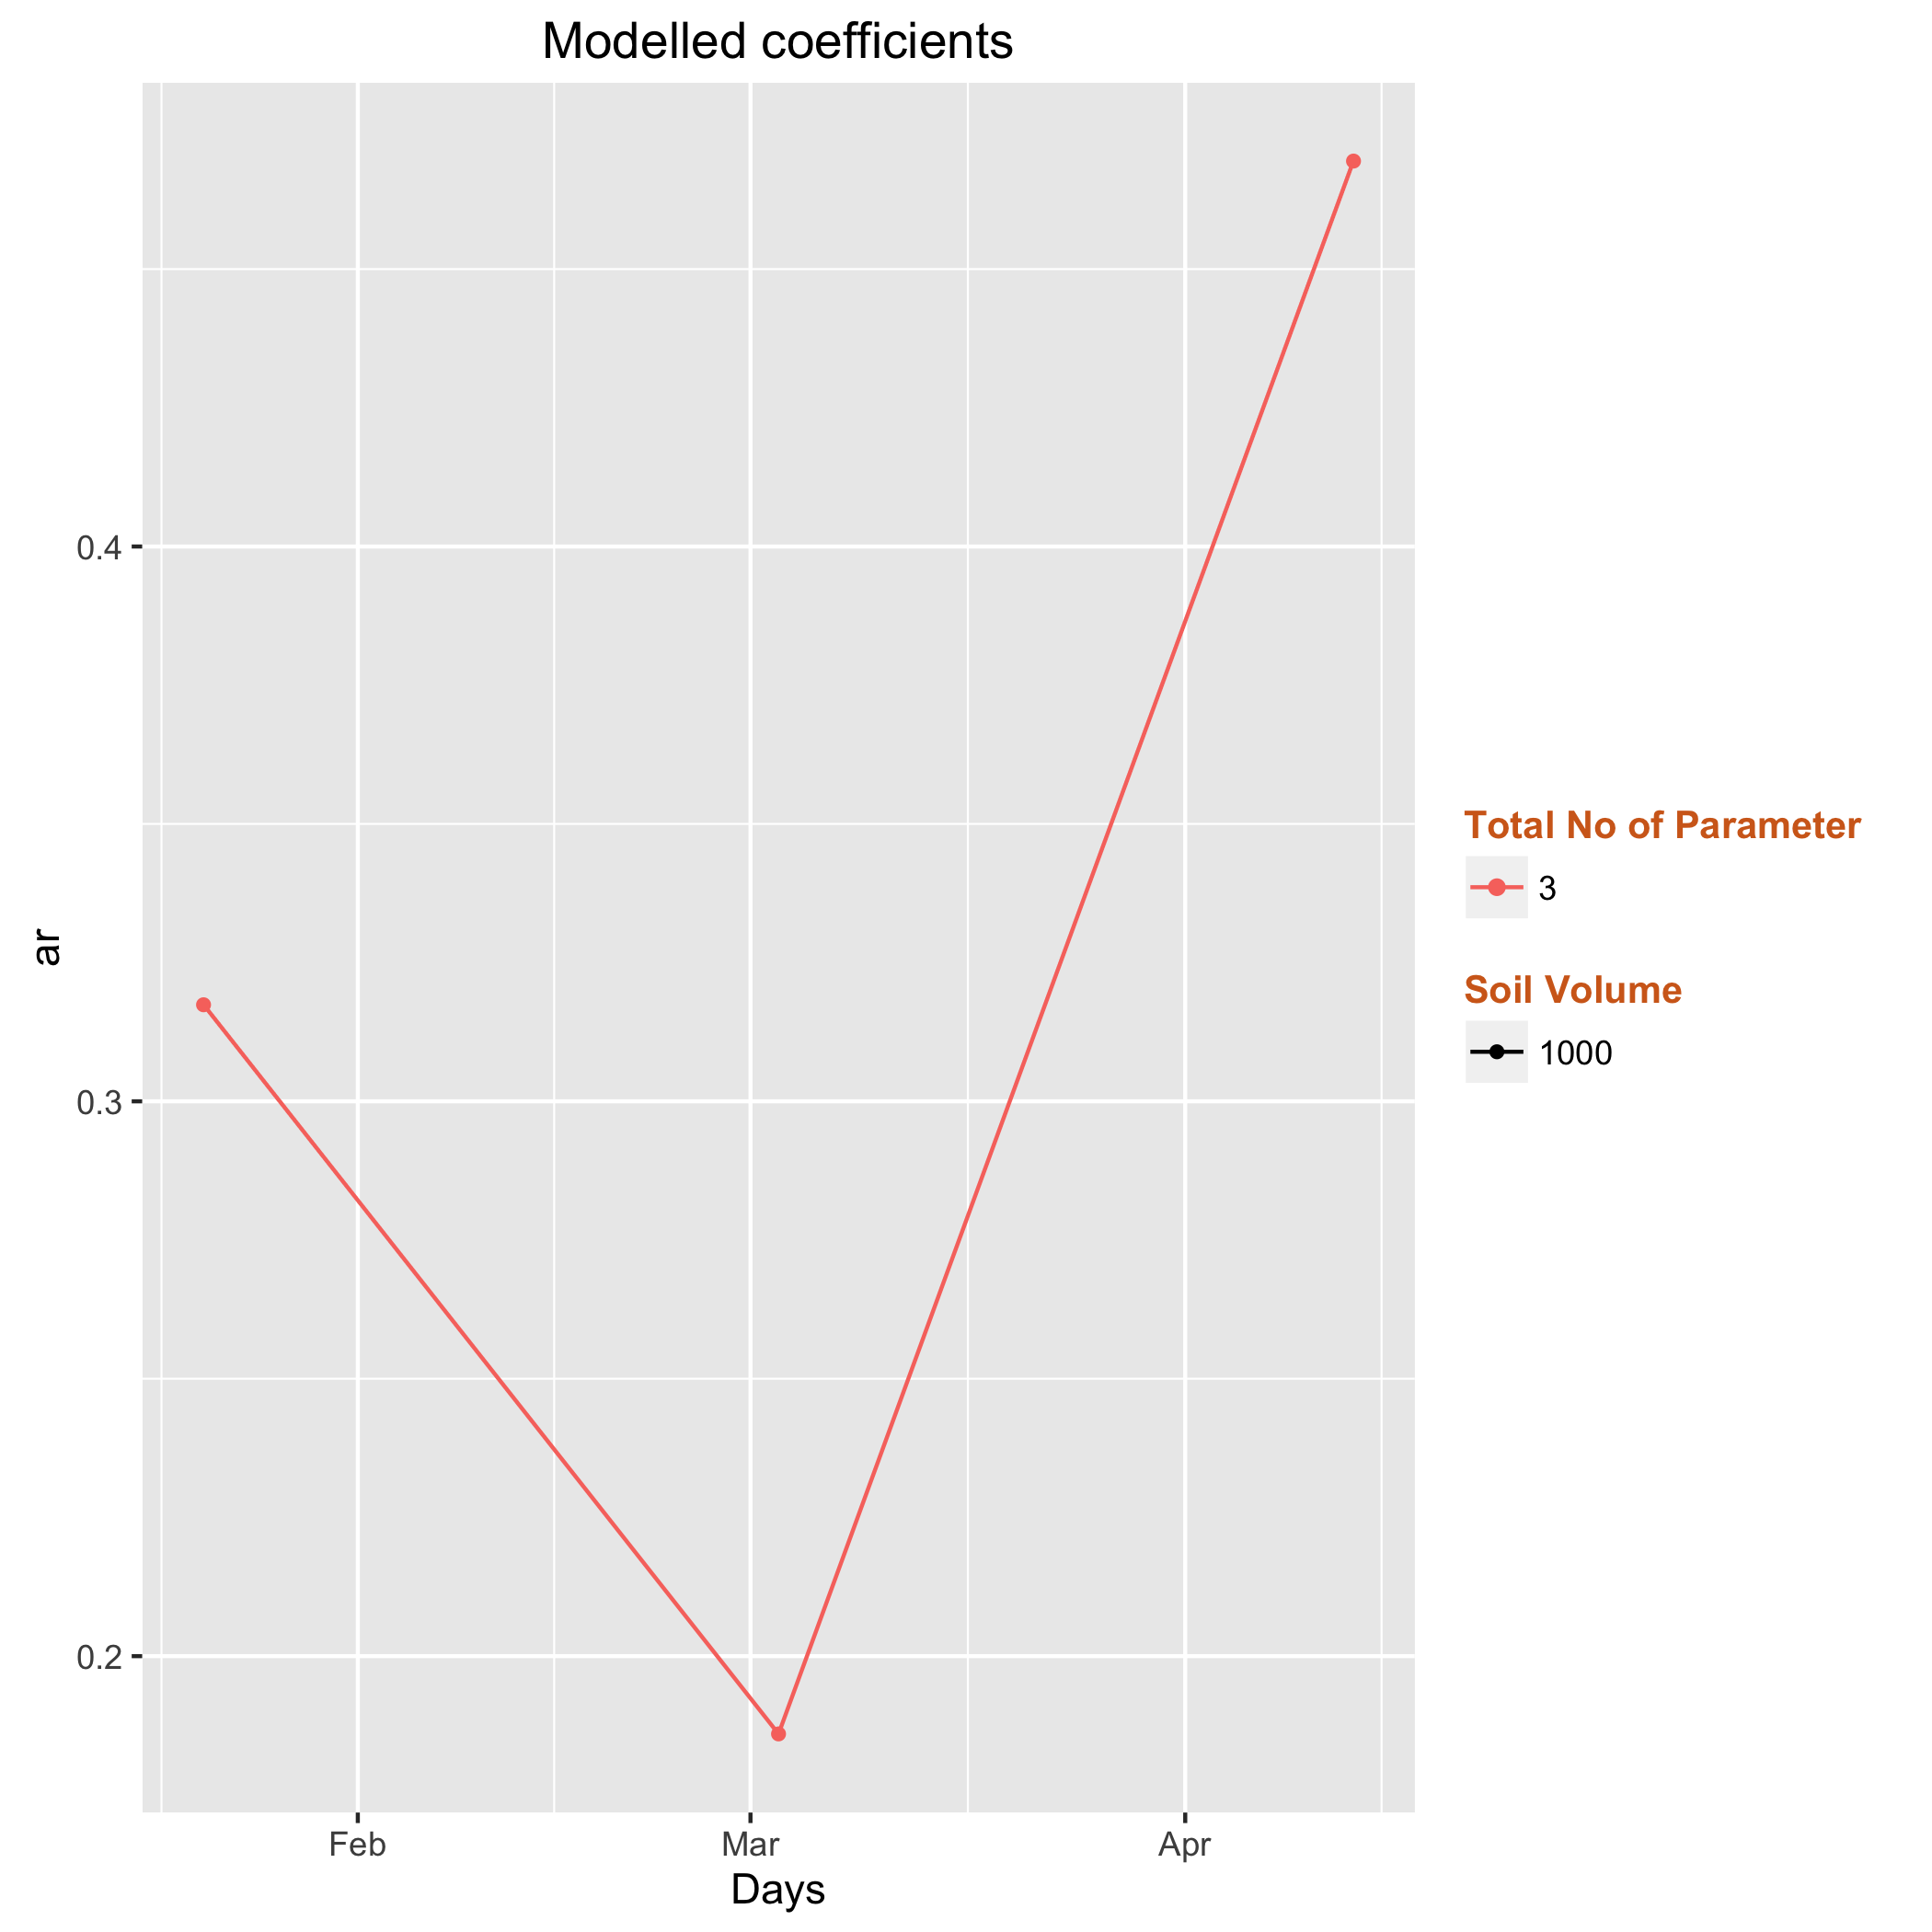 Modelled coefficients
ar
0.4
0.3
0.2
Feb
Mar
Apr
Days
Total No of Parameter
3
Soil Volume
1000